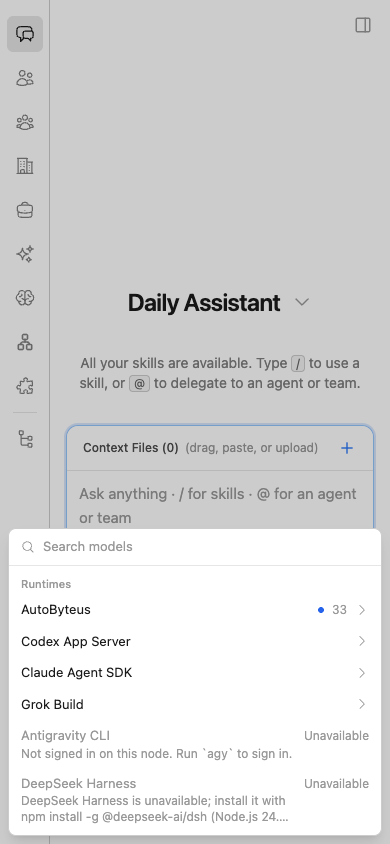 Daily Assistant
All your skills are available. Type / to use a
skill, or @ to delegate to an agent or team.
Context Files (0) (drag, paste, or upload)
Ask anything · / for skills · @ for an agent
or team
Search models
Runtimes
AutoByteus 33
Codex App Server
Claude Agent SDK
Grok Build
Antigravity CLI Unavailable
Not signed in on this node. Run `agy` to sign in.
DeepSeek Harness Unavailable
DeepSeek Harness is unavailable; install it with
npm install -g @deepseek-ai/dsh (Node.js 24....